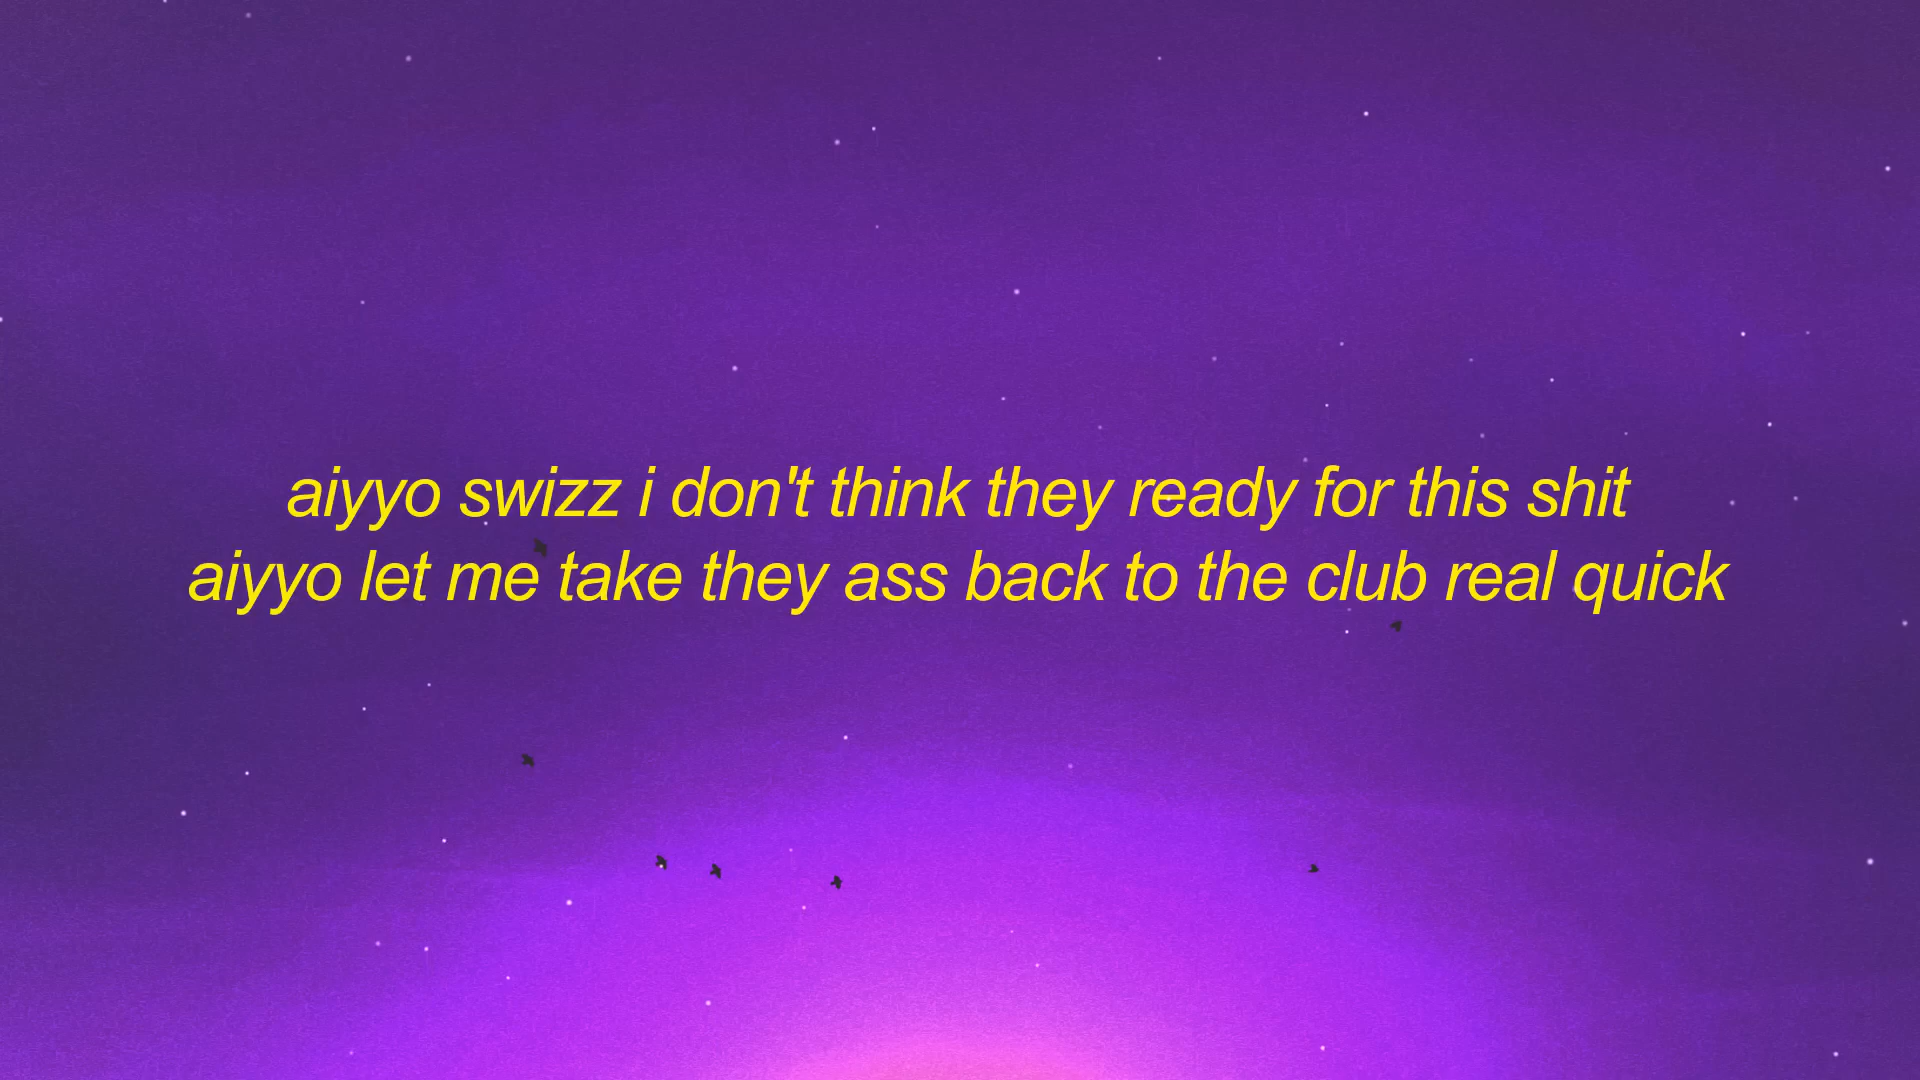 aiyyo swizz i don't think they ready for this shit
aiyyo let me take they ass back to the club real quick